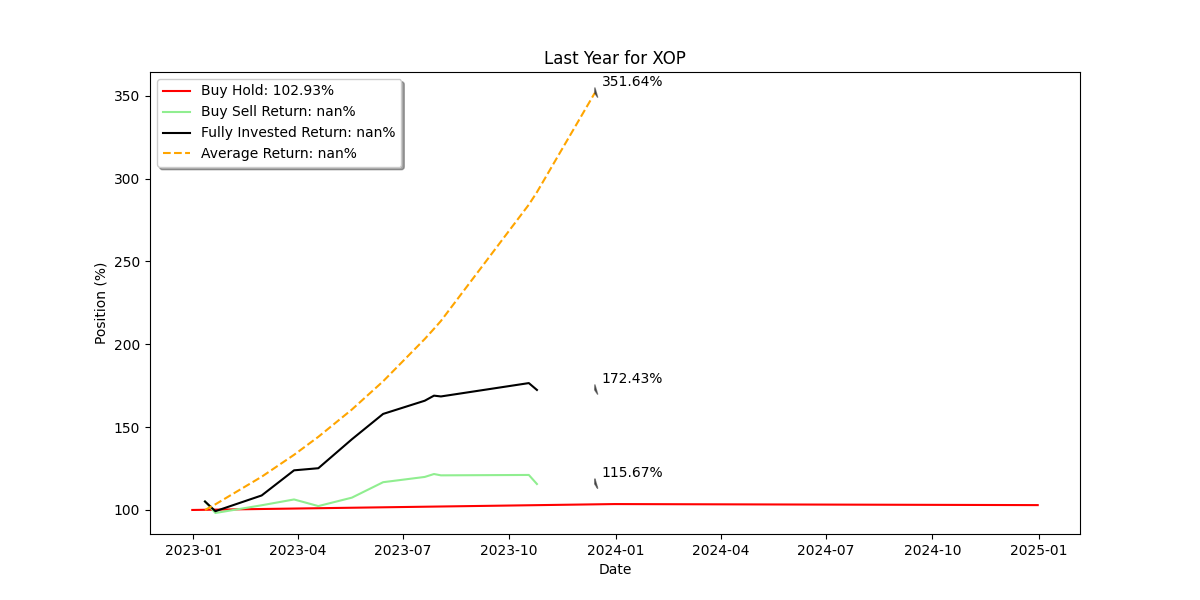 Last Year for XOP
Buy Hold: 102.93%
Buy Sell Return: nan%
Fully Invested Return: nan%
Average Return: nan%
351.64%
172.43%
115.67%
Position (%)
350
300
250
200
150
100
2023-01 2023-04 2023-07 2023-10 2024-01 2024-04 2024-07 2024-10 2025-01
Date